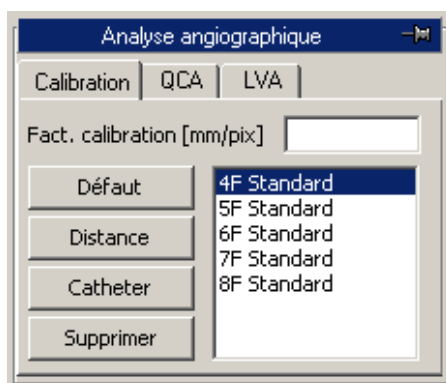 Analyse angiographique
Calibration QCA LVA
Fact. calibration [mm/pix]
Défaut
Distance
Catheter
Supprimer
4F Standard
5F Standard
6F Standard
7F Standard
8F Standard